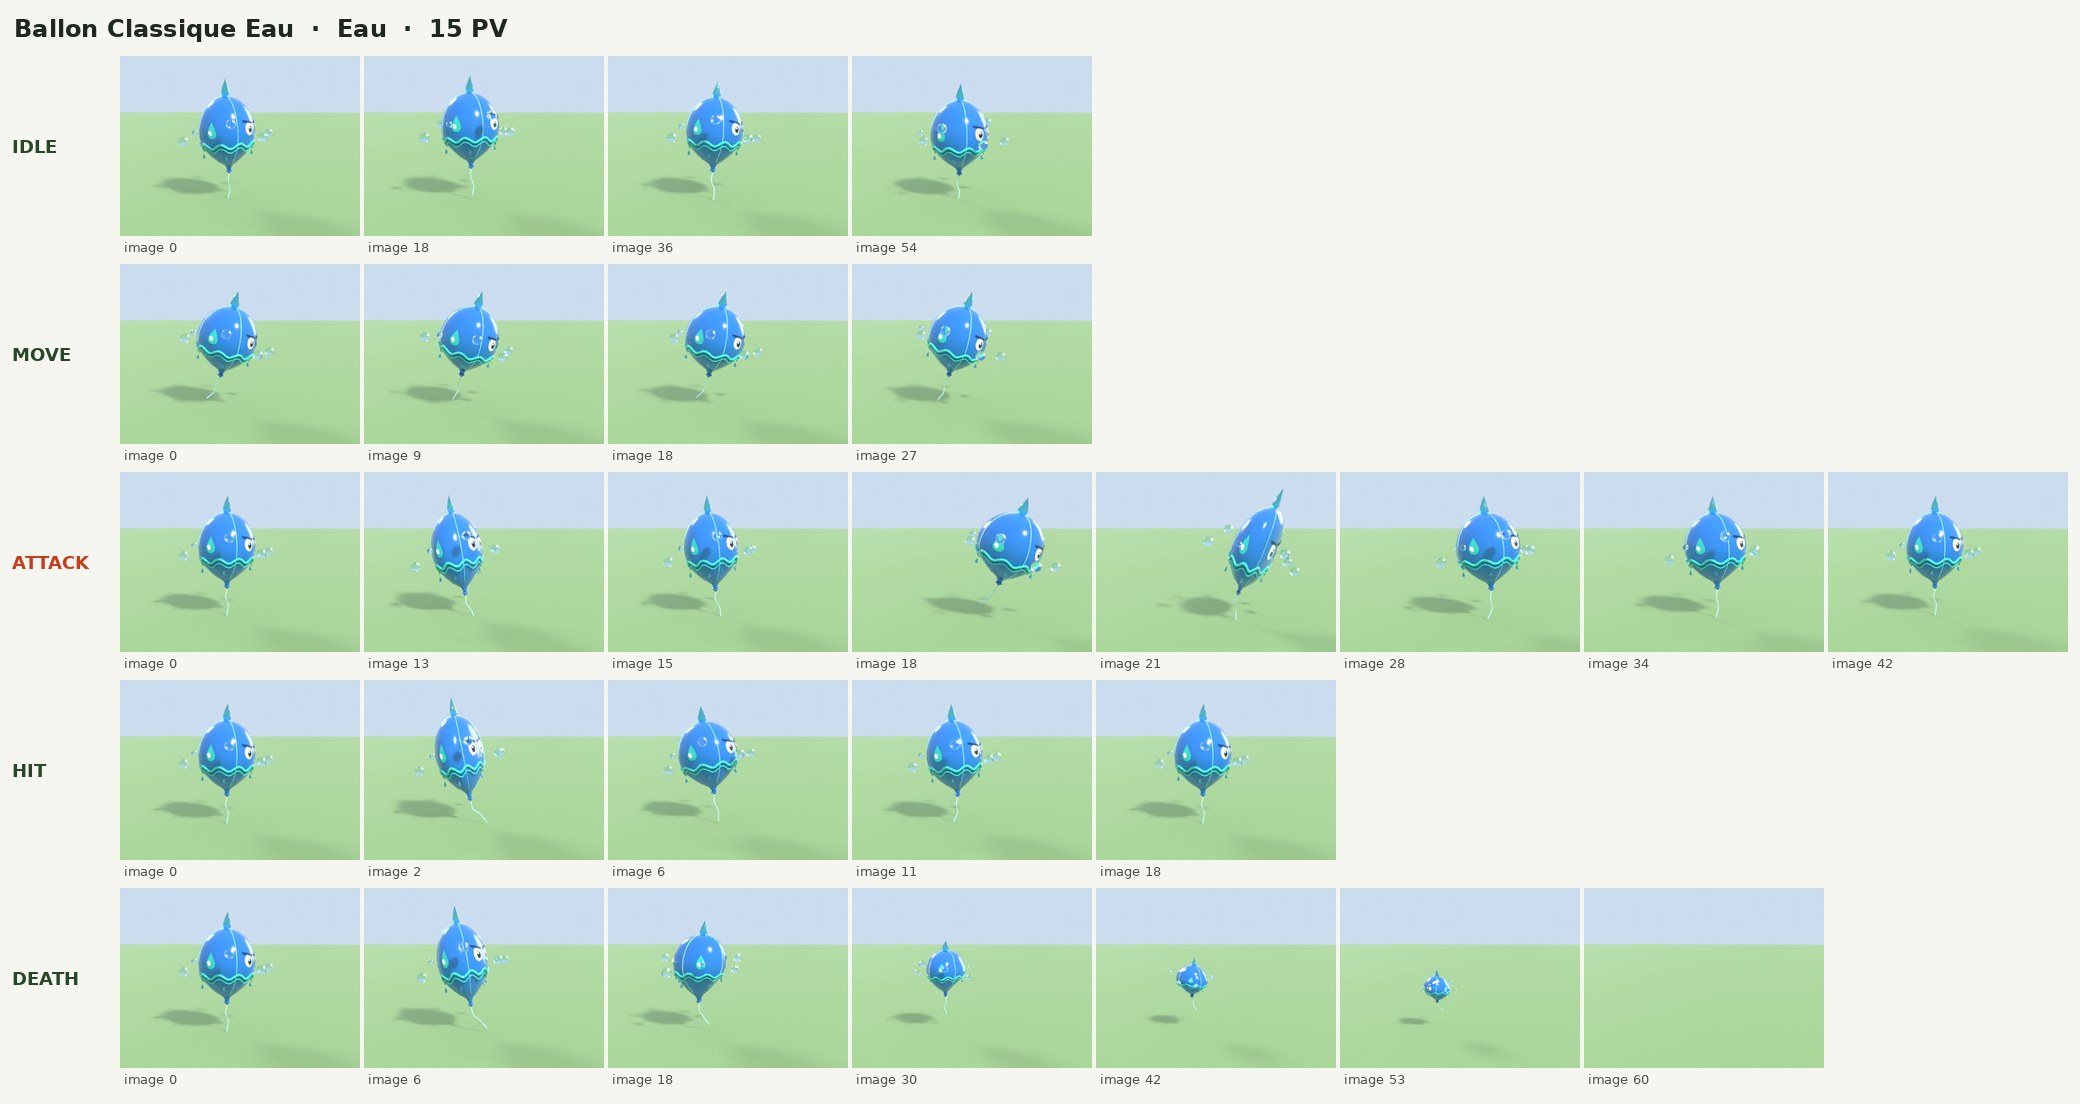 Ballon Classique Eau · Eau · 15 PV
IDLE
image 0
image 18
image 36
image 54
MOVE
image 0
image 9
image 18
image 27
ATTACK
image 0
image 13
image 15
image 18
image 21
image 28
image 34
image 42
HIT
image 0
image 2
image 6
image 11
image 18
DEATH
image 0
image 6
image 18
image 30
image 42
image 53
image 60